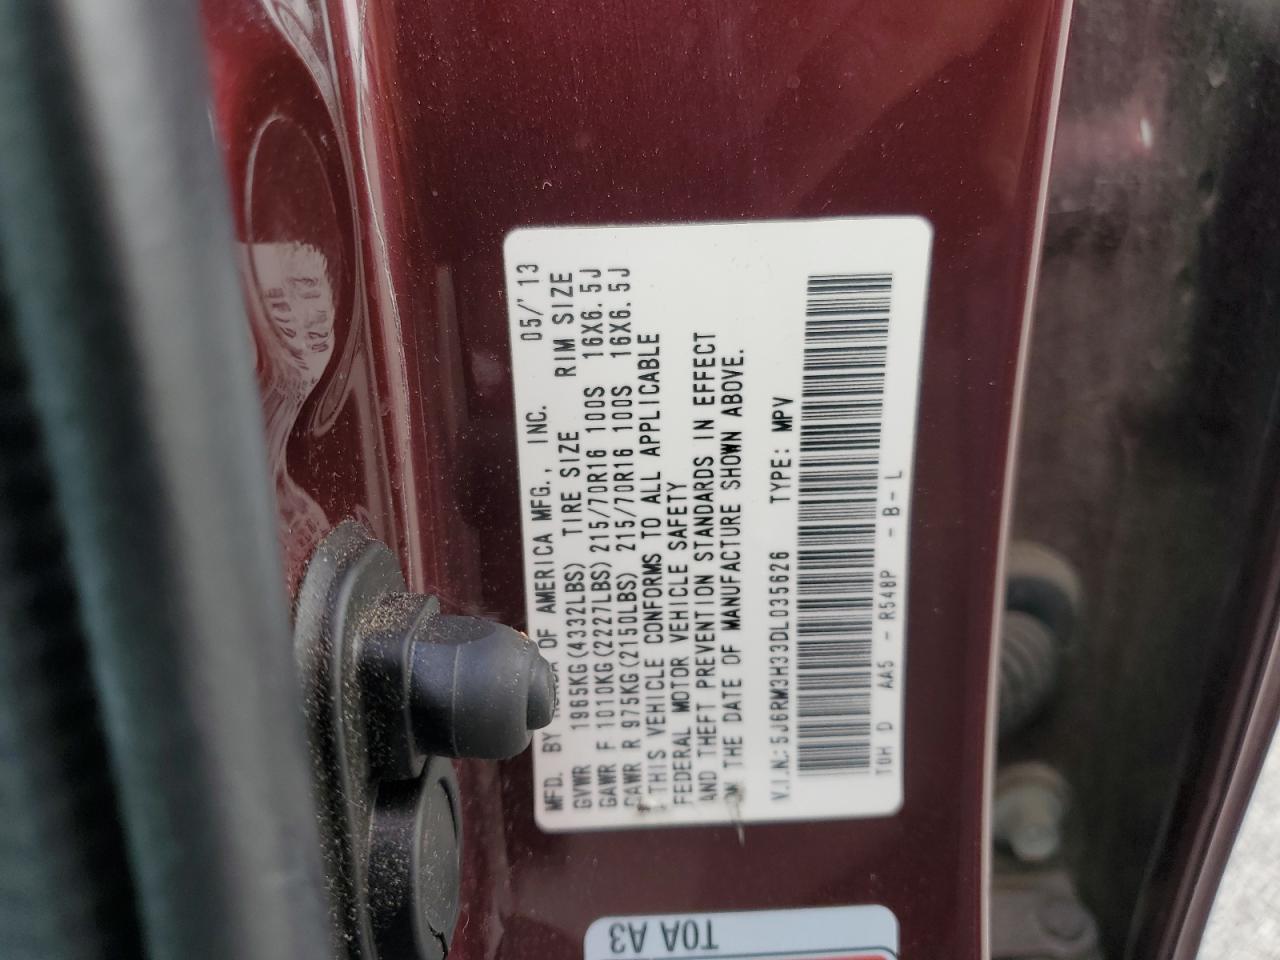 MFD. BY HONDA OF AMERICA MFG., INC. 05/'13
GVWR 1965KG(4332LBS) TIRE SIZE RIM SIZE
GAWR F 1010KG(2227LBS) 215/70R16 100S 16X6.5J
GAWR R 975KG(2150LBS) 215/70R16 100S 16X6.5J
THIS VEHICLE CONFORMS TO ALL APPLICABLE
FEDERAL MOTOR VEHICLE SAFETY
AND THEFT PREVENTION STANDARDS IN EFFECT
ON THE DATE OF MANUFACTURE SHOWN ABOVE.
V.I.N.: 5J6RM3H33DL035626 TYPE: MPV
TOH D AA5 - R548P - B - L
T0A A3